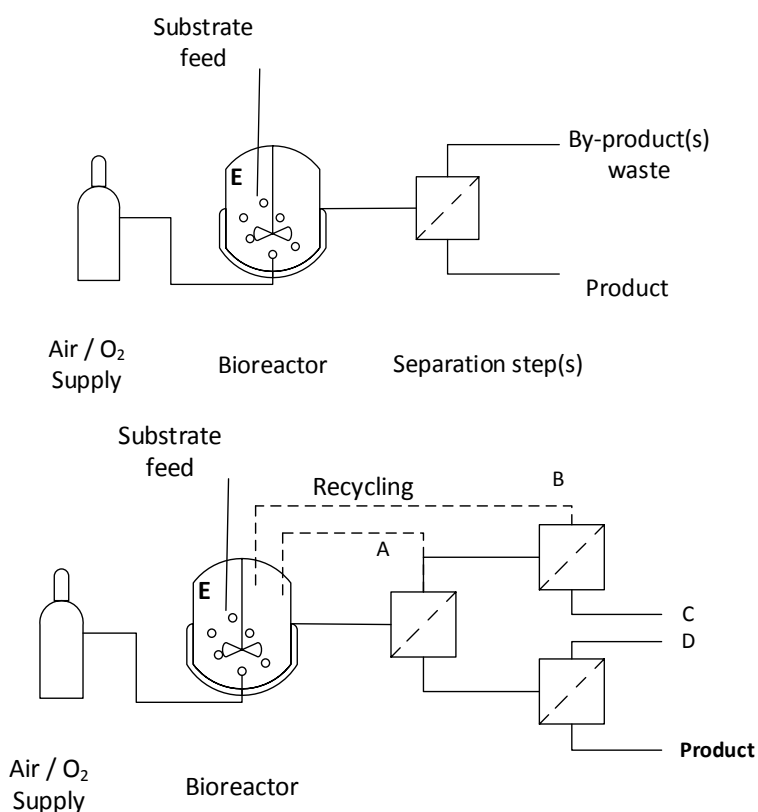 Substrate
feed
E
By-product(s)
waste
Product
Air / O₂
Supply
Bioreactor
Separation step(s)
Substrate
feed
Recycling
B
A
E
C
D
Product
Air / O₂
Supply
Bioreactor